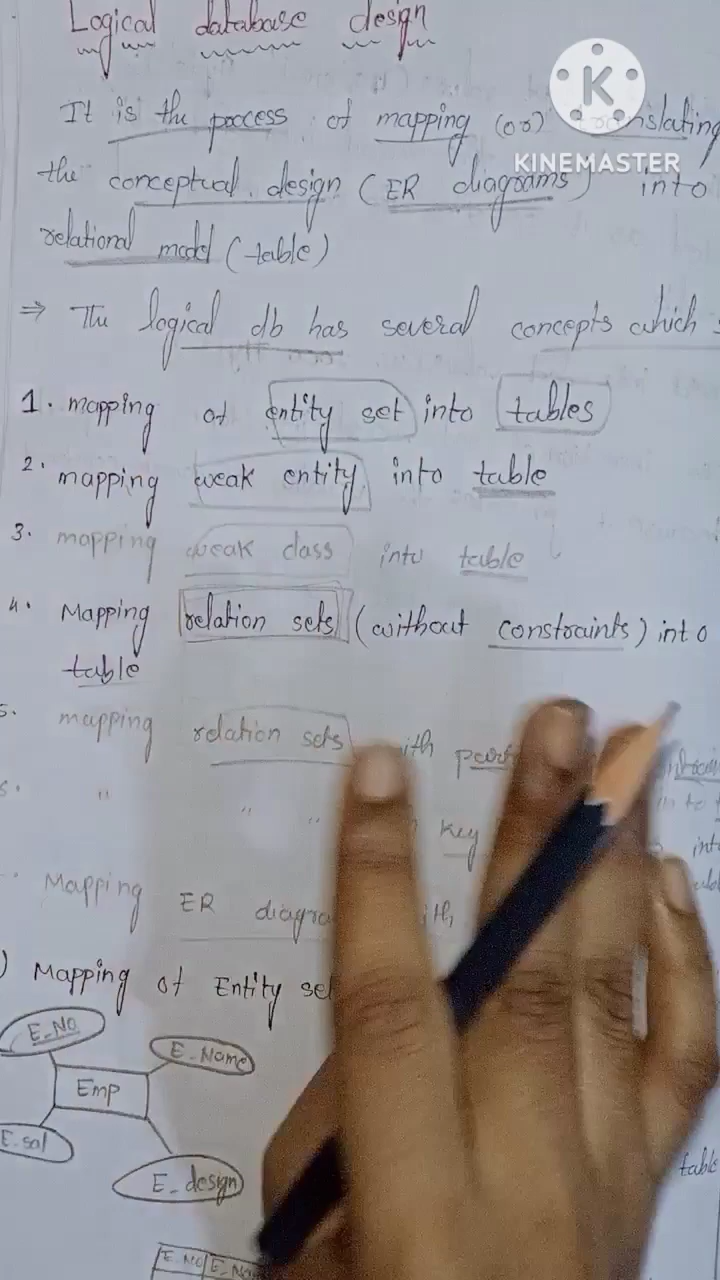 Logical database design
K
KINEMASTER
It is the process of mapping (or) translating
the conceptual design (ER diagrams) into
relational model (table)
⇒ The logical db has several concepts which
1. mapping of entity set into tables
2. mapping weak entity into table
3. mapping weak class into table
4. Mapping relation sets (without constraints) into
table
5. mapping relation sets
" " " key
Mapping ER
) Mapping of Entity
E_No
E_Name
Emp
E_sal
E_design
table
E_NO